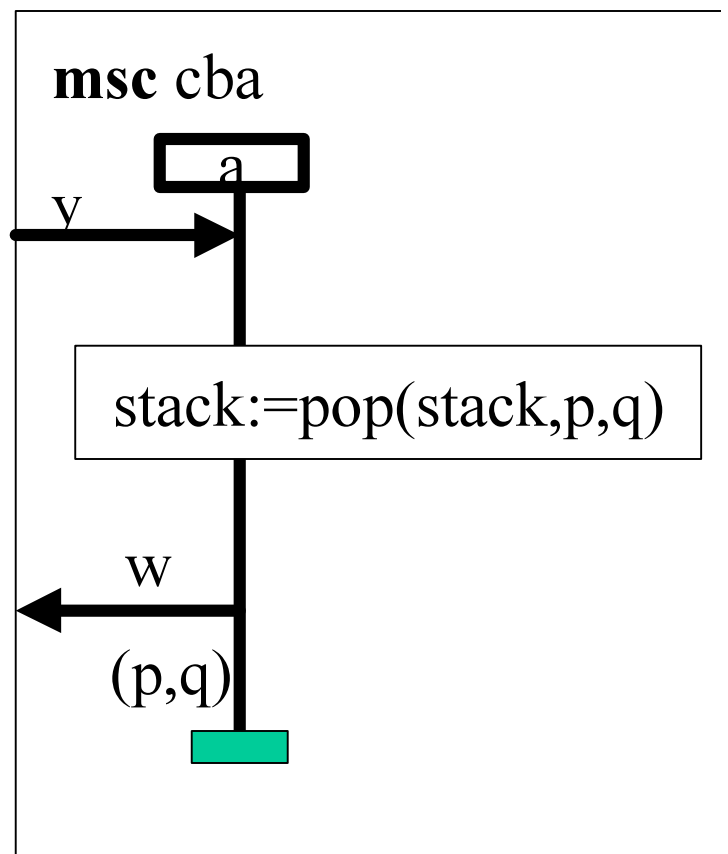 msc cba
a
y
stack:=pop(stack,p,q)
w
(p,q)